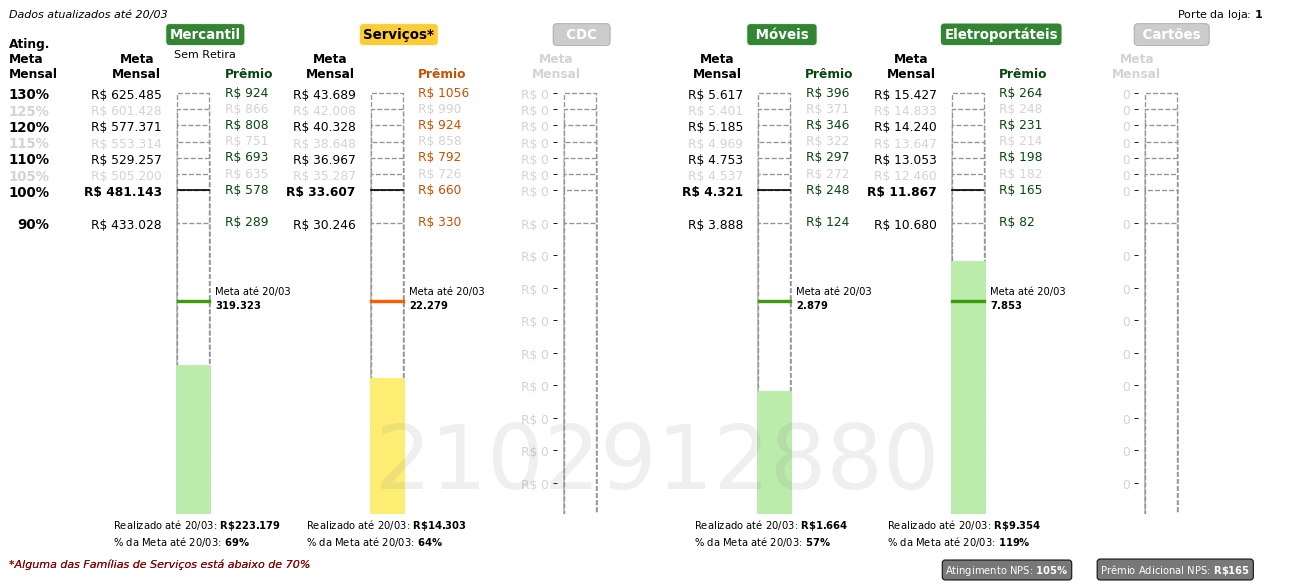 Dados atualizados até 20/03
Porte da loja: 1
Mercantil
Serviços*
CDC
Móveis
Eletroportáteis
Cartões
Sem Retira
Ating. Meta Mensal
Meta Mensal
Prêmio
Meta Mensal
Prêmio
Meta Mensal
Meta Mensal
Prêmio
Meta Mensal
Prêmio
Meta Mensal
130% R$ 625.485 R$ 924 R$ 43.689 R$ 1056 R$ 0 R$ 5.617 R$ 396 R$ 15.427 R$ 264 0
125% R$ 601.428 R$ 866 R$ 42.008 R$ 990 R$ 0 R$ 5.401 R$ 371 R$ 14.833 R$ 248 0
120% R$ 577.371 R$ 808 R$ 40.328 R$ 924 R$ 0 R$ 5.185 R$ 346 R$ 14.240 R$ 231 0
115% R$ 553.314 R$ 751 R$ 38.648 R$ 858 R$ 0 R$ 4.969 R$ 322 R$ 13.647 R$ 214 0
110% R$ 529.257 R$ 693 R$ 36.967 R$ 792 R$ 0 R$ 4.753 R$ 297 R$ 13.053 R$ 198 0
105% R$ 505.200 R$ 635 R$ 35.287 R$ 726 R$ 0 R$ 4.537 R$ 272 R$ 12.460 R$ 182 0
100% R$ 481.143 R$ 578 R$ 33.607 R$ 660 R$ 0 R$ 4.321 R$ 248 R$ 11.867 R$ 165 0
90% R$ 433.028 R$ 289 R$ 30.246 R$ 330 R$ 0 R$ 3.888 R$ 124 R$ 10.680 R$ 82 0
R$ 0 0
R$ 0 0
R$ 0 0
R$ 0 0
R$ 0 0
R$ 0 0
R$ 0 0
R$ 0 0
Meta até 20/03
319.323
Meta até 20/03
22.279
Meta até 20/03
2.879
Meta até 20/03
7.853
2102912880
Realizado até 20/03: R$223.179
% da Meta até 20/03: 69%
Realizado até 20/03: R$14.303
% da Meta até 20/03: 64%
Realizado até 20/03: R$1.664
% da Meta até 20/03: 57%
Realizado até 20/03: R$9.354
% da Meta até 20/03: 119%
*Alguma das Famílias de Serviços está abaixo de 70%
Atingimento NPS: 105%
Prêmio Adicional NPS: R$165